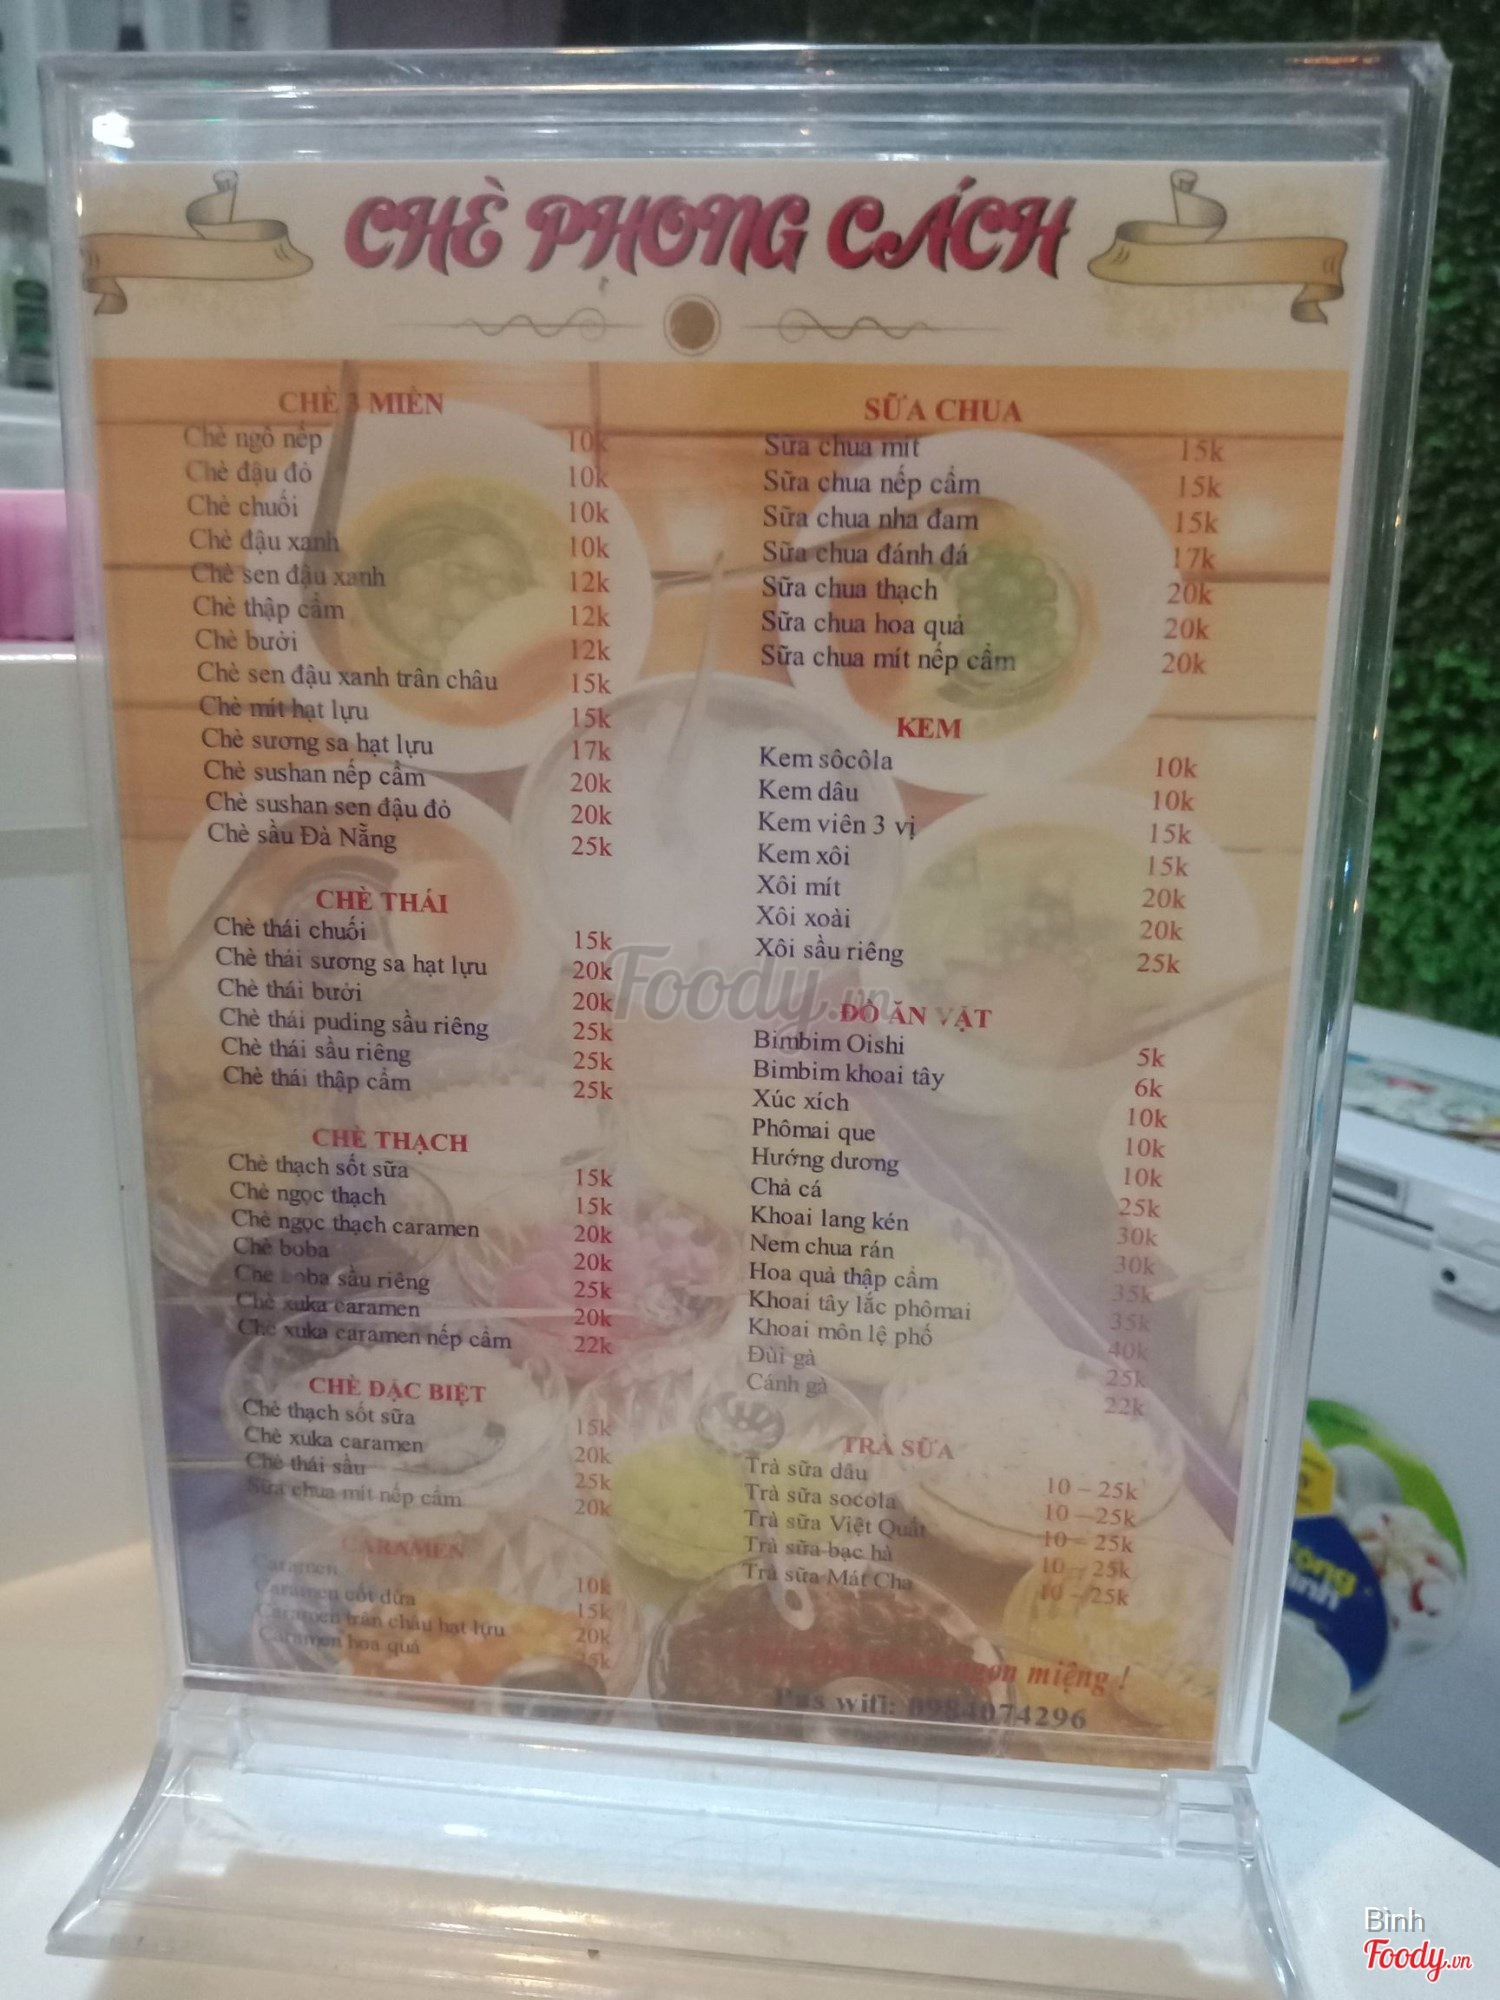 CHÈ PHONG CÁCH
CHÈ 3 MIỀN
Chè ngô nếp 10k
Chè đậu đỏ 10k
Chè chuối 10k
Chè đậu xanh 10k
Chè sen đậu xanh 12k
Chè thập cẩm 12k
Chè bưởi 12k
Chè sen đậu xanh trân châu 15k
Chè mít hạt lựu 15k
Chè sương sa hạt lựu 17k
Chè sushan nếp cẩm 20k
Chè sushan sen đậu đỏ 20k
Chè sầu Đà Nẵng 25k
CHÈ THÁI
Chè thái chuối 15k
Chè thái sương sa hạt lựu 20k
Chè thái bưởi 20k
Chè thái puding sầu riêng 25k
Chè thái sầu riêng 25k
Chè thái thập cẩm 25k
CHÈ THẠCH
Chè thạch sốt sữa 15k
Chè ngọc thạch 15k
Chè ngọc thạch caramen 20k
Chè boba 20k
Chè boba sầu riêng 25k
Chè xuka caramen 20k
Chè xuka caramen nếp cẩm 22k
CHÈ ĐẶC BIỆT
Chè thạch sốt sữa 15k
Chè xuka caramen 20k
Chè thái sầu 25k
Sữa chua mít nếp cẩm 20k
CARAMEN
Caramen 10k
Caramen cốt dừa 15k
Caramen trân châu hạt lựu 20k
Caramen hoa quả
SỮA CHUA
Sữa chua mít 15k
Sữa chua nếp cẩm 15k
Sữa chua nha đam 15k
Sữa chua đánh đá 17k
Sữa chua thạch 20k
Sữa chua hoa quả 20k
Sữa chua mít nếp cẩm 20k
KEM
Kem sôcôla 10k
Kem dâu 10k
Kem viên 3 vị 15k
Kem xôi 15k
Xôi mít 20k
Xôi xoài 20k
Xôi sầu riêng 25k
ĐỒ ĂN VẶT
Bimbim Oishi 5k
Bimbim khoai tây 6k
Xúc xích 10k
Phômai que 10k
Hướng dương 10k
Chả cá 25k
Khoai lang kén 30k
Nem chua rán 30k
Hoa quả thập cẩm 35k
Khoai tây lắc phômai 35k
Khoai môn lệ phố 40k
Đùi gà 25k
Cánh gà 22k
TRÀ SỮA
Trà sữa dâu 10 – 25k
Trà sữa socola 10 – 25k
Trà sữa Việt Quất 10 – 25k
Trà sữa bạc hà 10 – 25k
Trà sữa Mát Cha 10 – 25k
ngon miệng !
Pas wifi: 0984074296
Foody.vn
Bình
Foody.vn